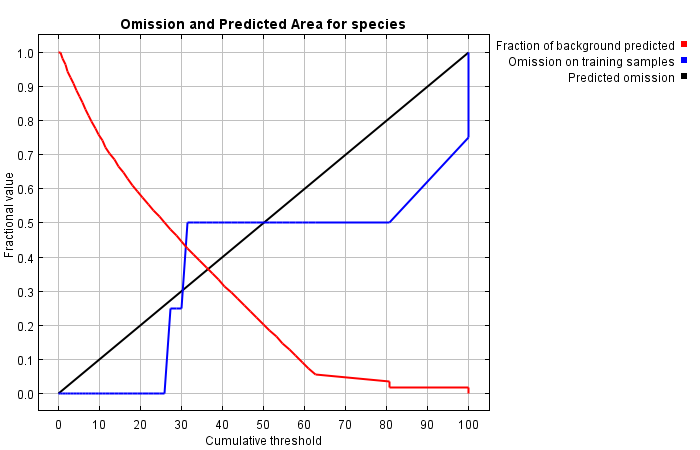 Omission and Predicted Area for species
Fraction of background predicted
Omission on training samples
Predicted omission
Fractional value
1.0
0.9
0.8
0.7
0.6
0.5
0.4
0.3
0.2
0.1
0.0
0 10 20 30 40 50 60 70 80 90 100
Cumulative threshold